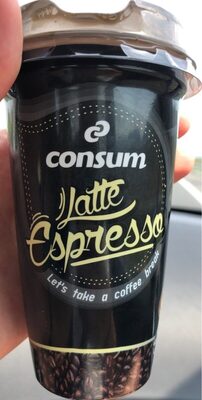 consum
Latte
Espresso
Let's take a coffee break